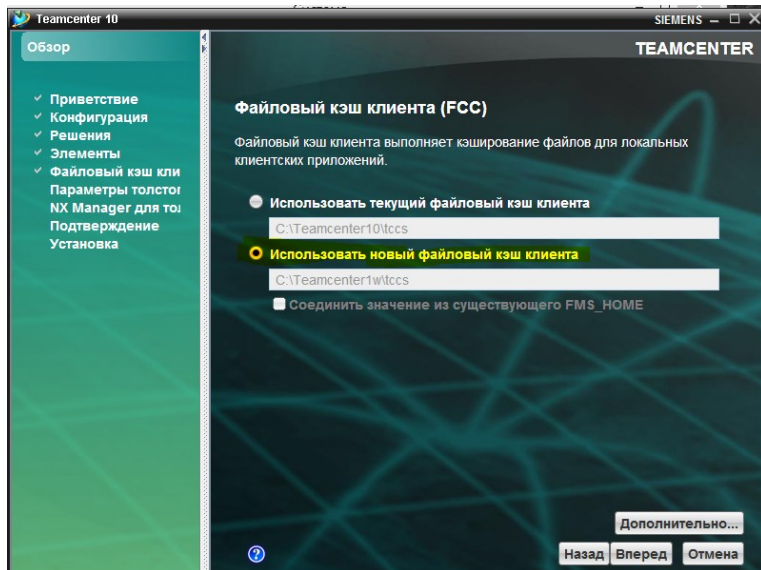 Teamcenter 10
SIEMENS
Обзор
TEAMCENTER
Приветствие
Конфигурация
Решения
Элементы
Файловый кэш кли
Параметры толстог
NX Manager для тол
Подтверждение
Установка
Файловый кэш клиента (FCC)
Файловый кэш клиента выполняет кэширование файлов для локальных
клиентских приложений.
Использовать текущий файловый кэш клиента
C:\Teamcenter10\tccs
Использовать новый файловый кэш клиента
C:\Teamcenter1w\tccs
Соединить значение из существующего FMS_HOME
Дополнительно...
Назад Вперед Отмена